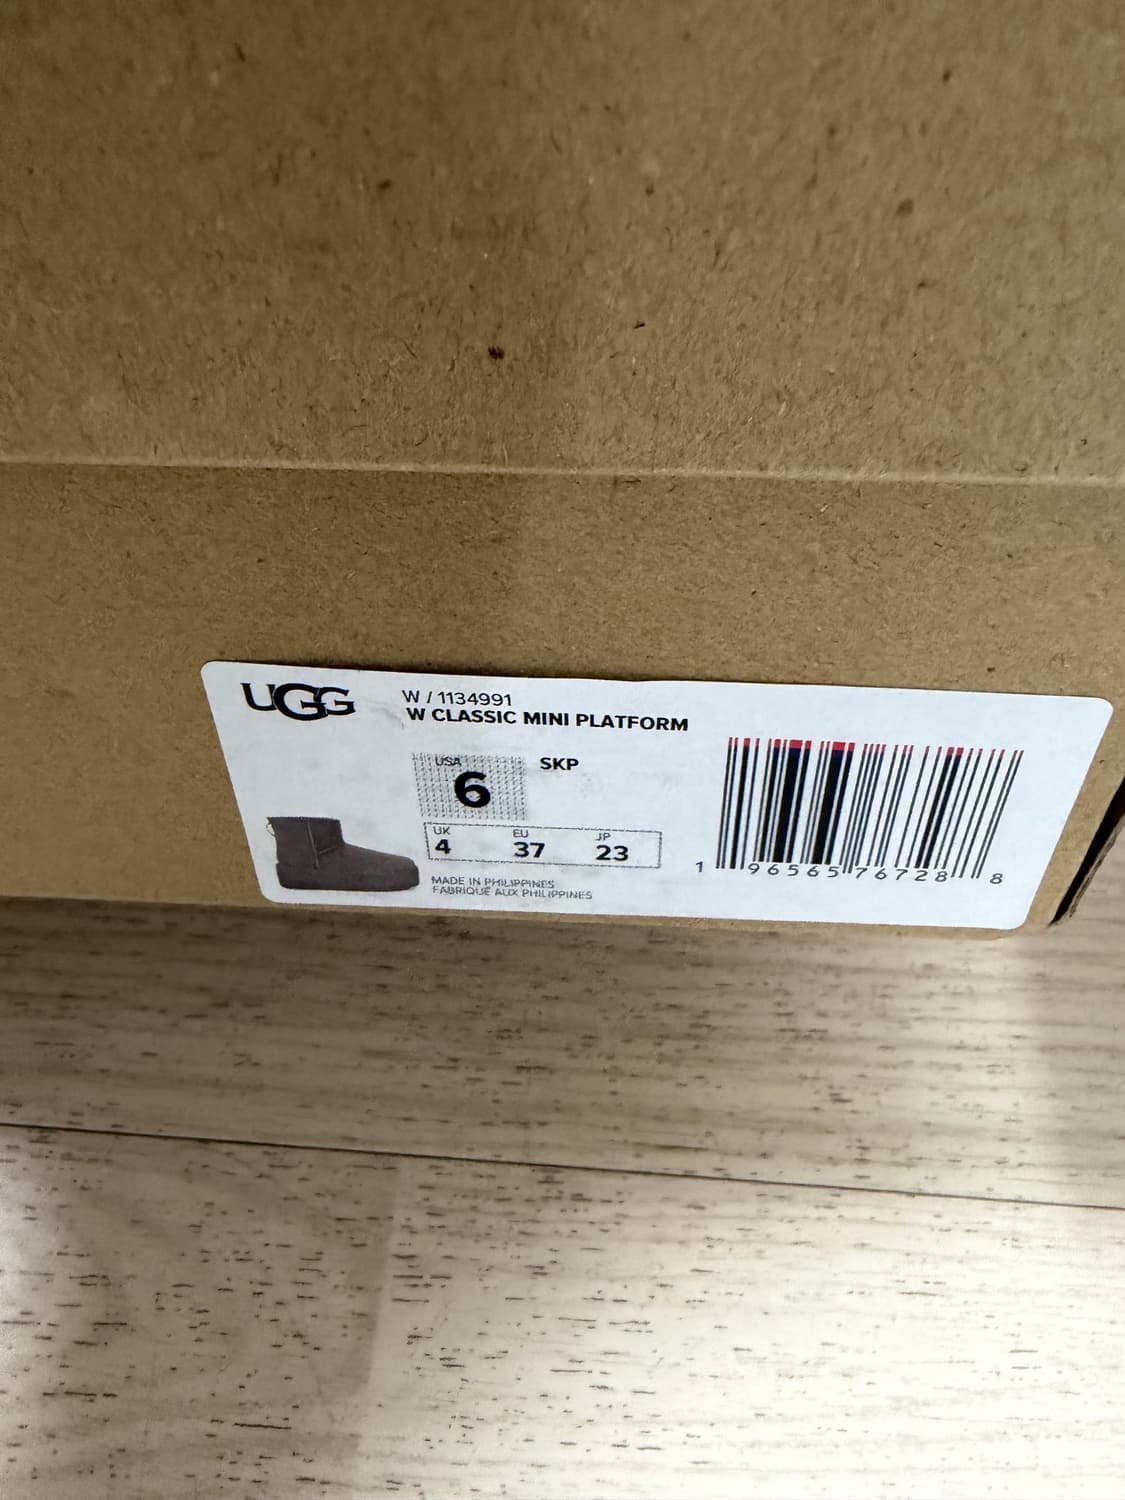 UGG
W / 1134991
W CLASSIC MINI PLATFORM
USA
6
SKP
UK EU JP
4 37 23
MADE IN PHILIPPINES
FABRIQUÉ AUX PHILIPPINES
1 96565 76728 8